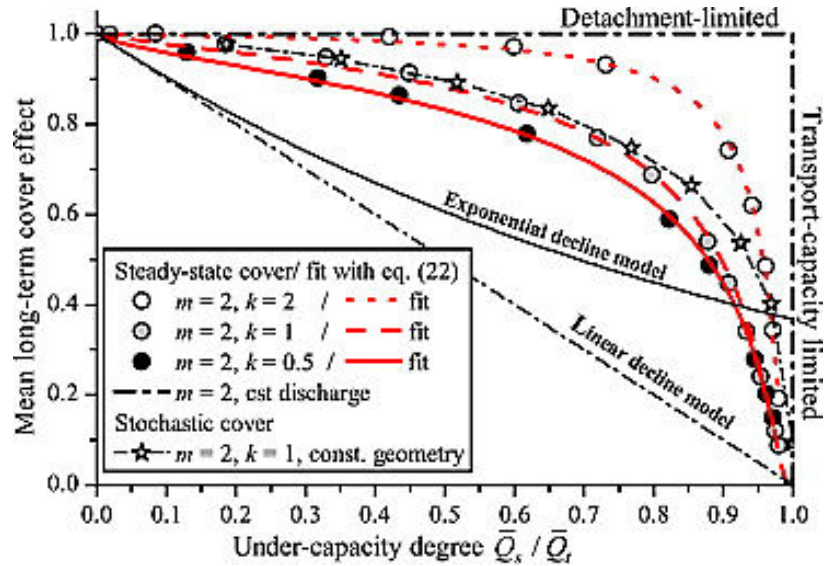 Detachment-limited
Transport-capacity limited
Mean long-term cover effect
1.0
0.8
0.6
0.4
0.2
0.0
Exponential decline model
Linear decline model
Steady-state cover/ fit with eq. (22)
m = 2, k = 2 / fit
m = 2, k = 1 / fit
m = 2, k = 0.5 / fit
m = 2, cst discharge
Stochastic cover
m = 2, k = 1, const. geometry
0.0 0.1 0.2 0.3 0.4 0.5 0.6 0.7 0.8 0.9 1.0
Under-capacity degree Q̅s / Q̅t